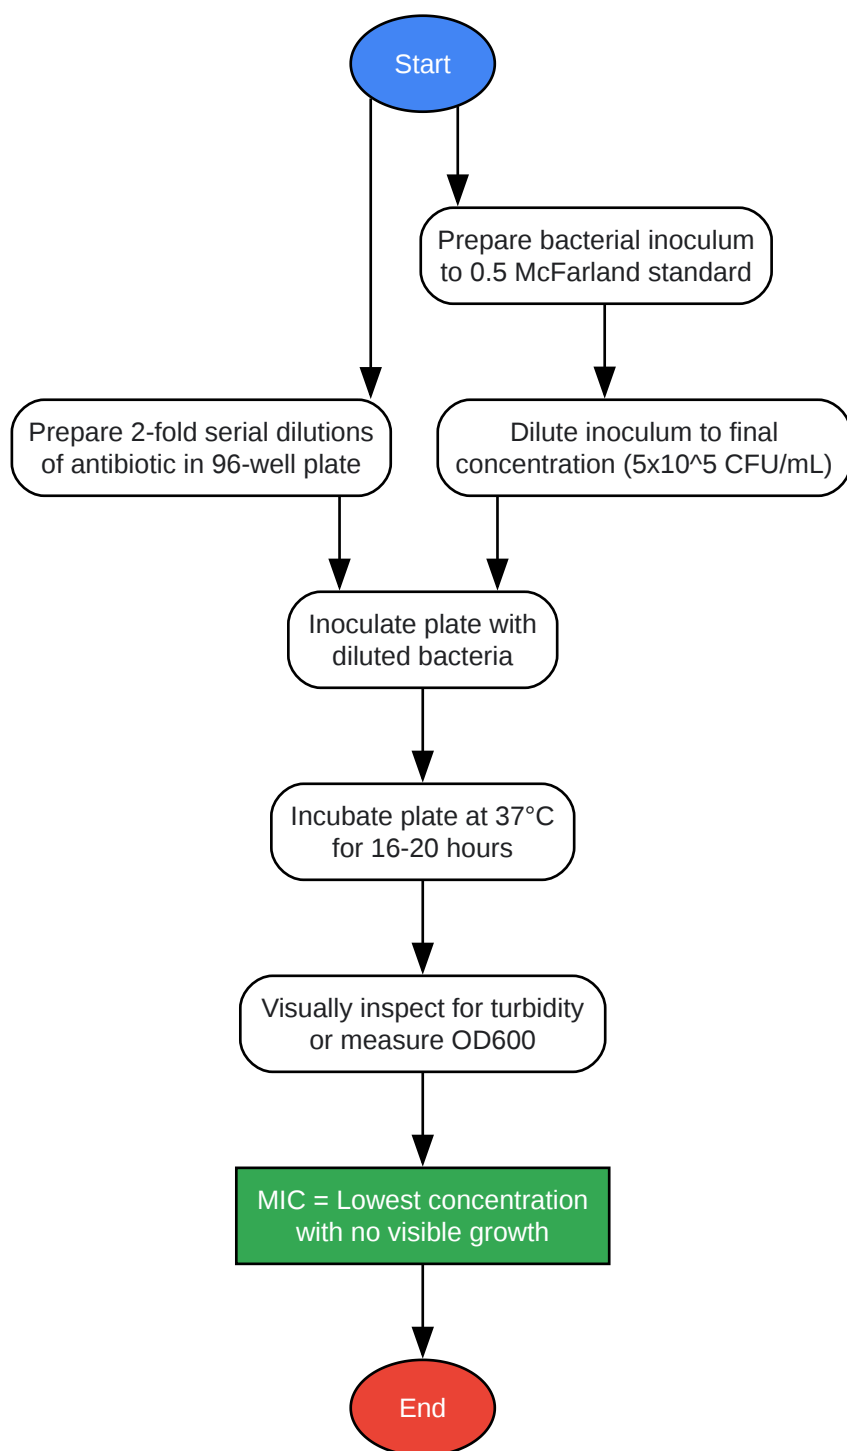 Start
Prepare bacterial inoculum
to 0.5 McFarland standard
Prepare 2-fold serial dilutions
of antibiotic in 96-well plate
Dilute inoculum to final
concentration (5x10^5 CFU/mL)
Inoculate plate with
diluted bacteria
Incubate plate at 37°C
for 16-20 hours
Visually inspect for turbidity
or measure OD600
MIC = Lowest concentration
with no visible growth
End